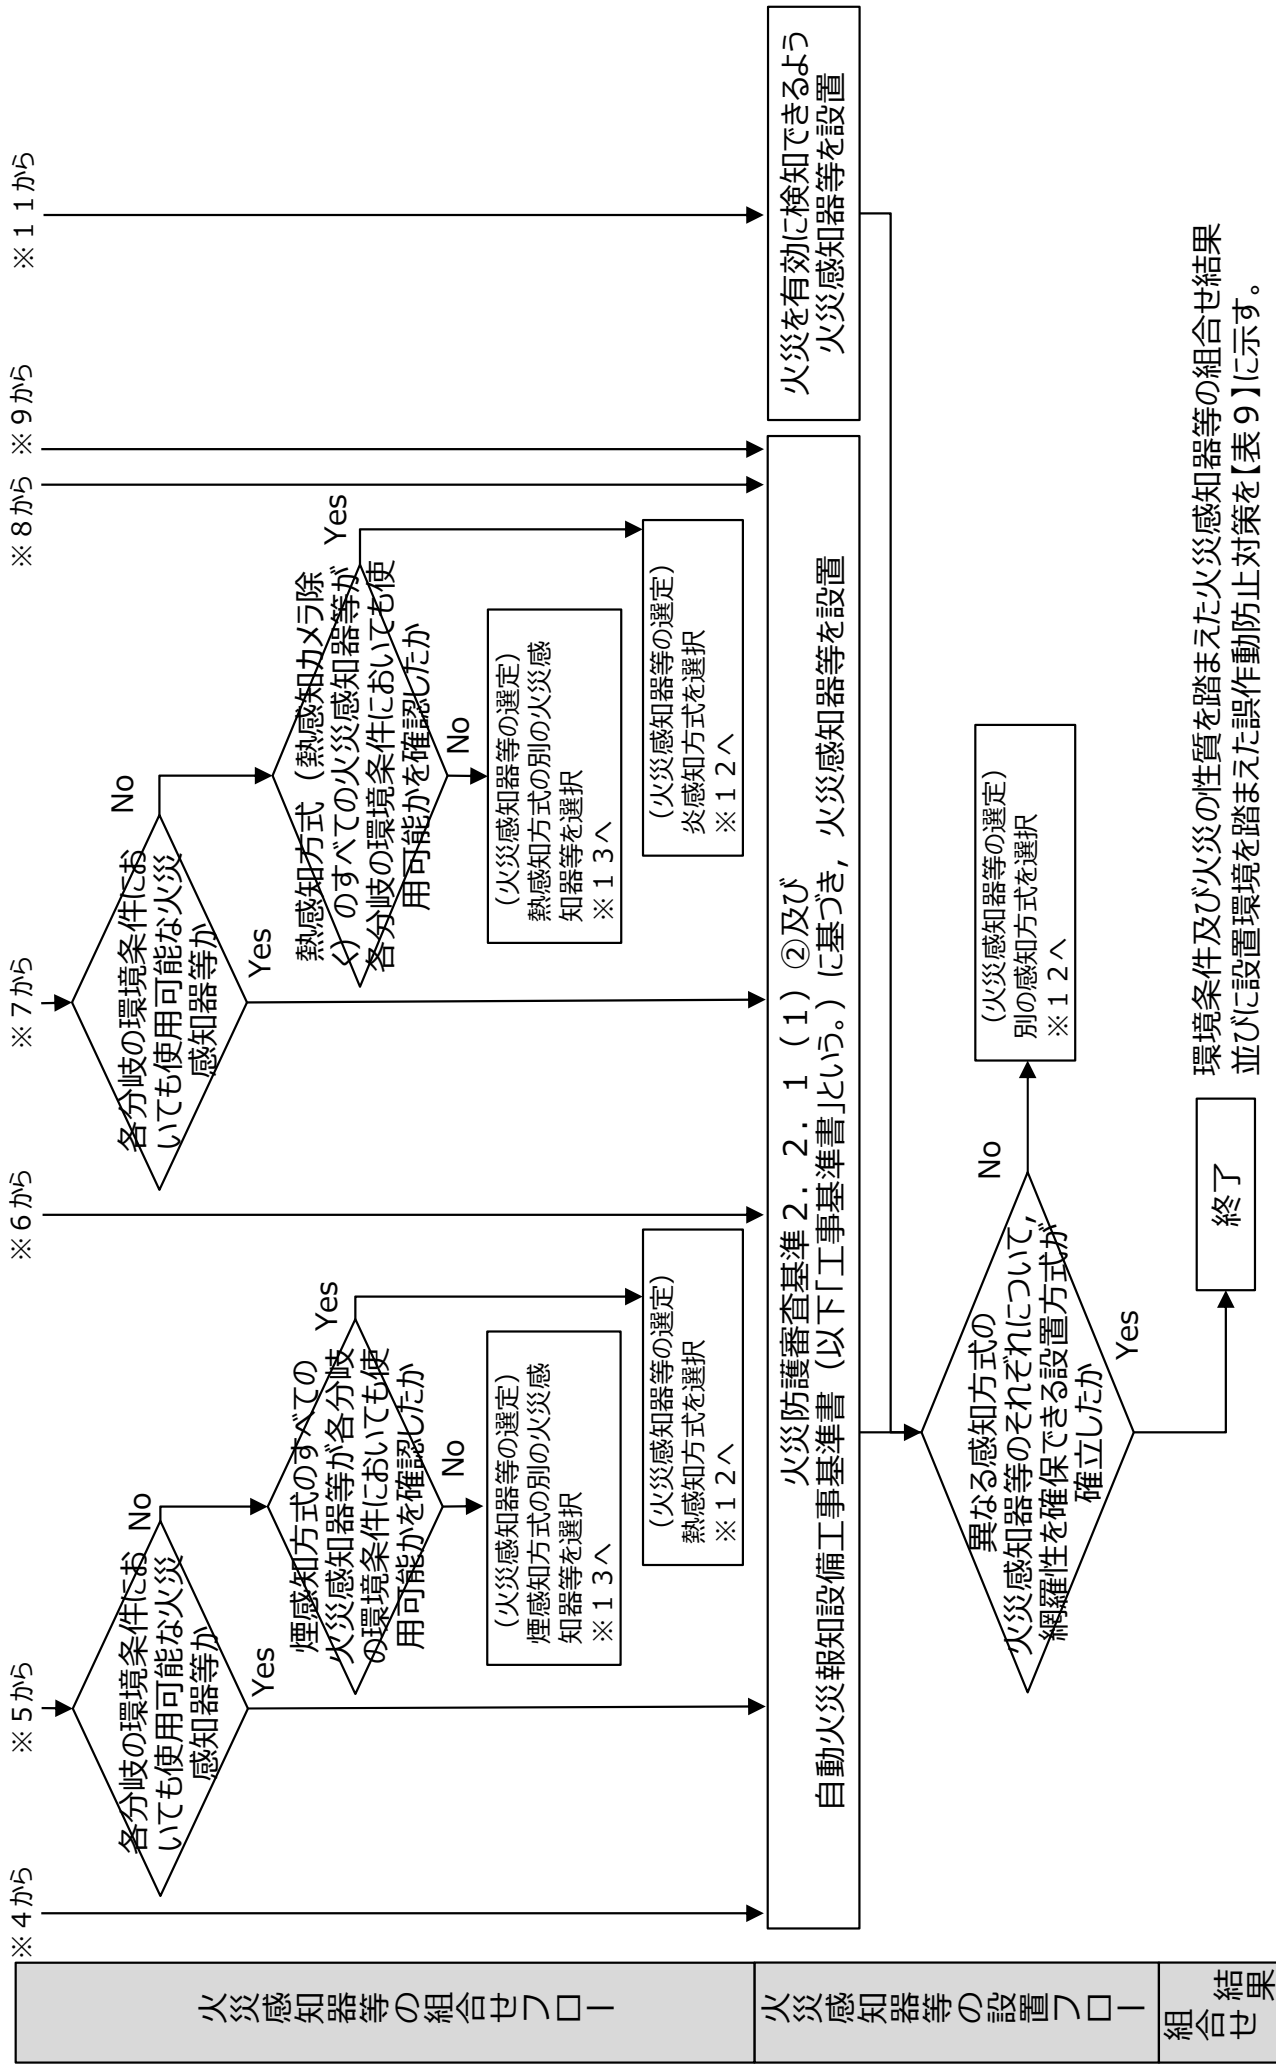 火災感知器等の組合せフロー
※４から
※５から
各分岐の環境条件にお
いても使用可能な火災
感知器等か
No
Yes
煙感知方式のすべての
火災感知器等が各分岐
の環境条件においても使
用可能かを確認したか
Yes
No
（火災感知器等の選定）
煙感知方式の別の火災感
知器等を選択
※１３へ
（火災感知器等の選定）
熱感知方式を選択
※１２へ
※６から
※７から
各分岐の環境条件にお
いても使用可能な火災
感知器等か
No
Yes
熱感知方式（熱感知カメラ除
く）のすべての火災感知器等が
各分岐の環境条件においても使
用可能かを確認したか
Yes
No
（火災感知器等の選定）
熱感知方式の別の火災感
知器等を選択
※１３へ
（火災感知器等の選定）
炎感知方式を選択
※１２へ
※８から
※９から
※１１から
火災感知器等の設置フロー
火災防護審査基準２．２．１（１）②及び
自動火災報知設備工事基準書（以下「工事基準書」という。）に基づき，火災感知器等を設置
火災を有効に検知できるよう
火災感知器等を設置
異なる感知方式の
火災感知器等のそれぞれについて，
網羅性を確保できる設置方式が
確立したか
No
Yes
（火災感知器等の選定）
別の感知方式を選択
※１２へ
組合せ
結果
終了
環境条件及び火災の性質を踏まえた火災感知器等の組合せ結果
並びに設置環境を踏まえた誤作動防止対策を【表９】に示す。